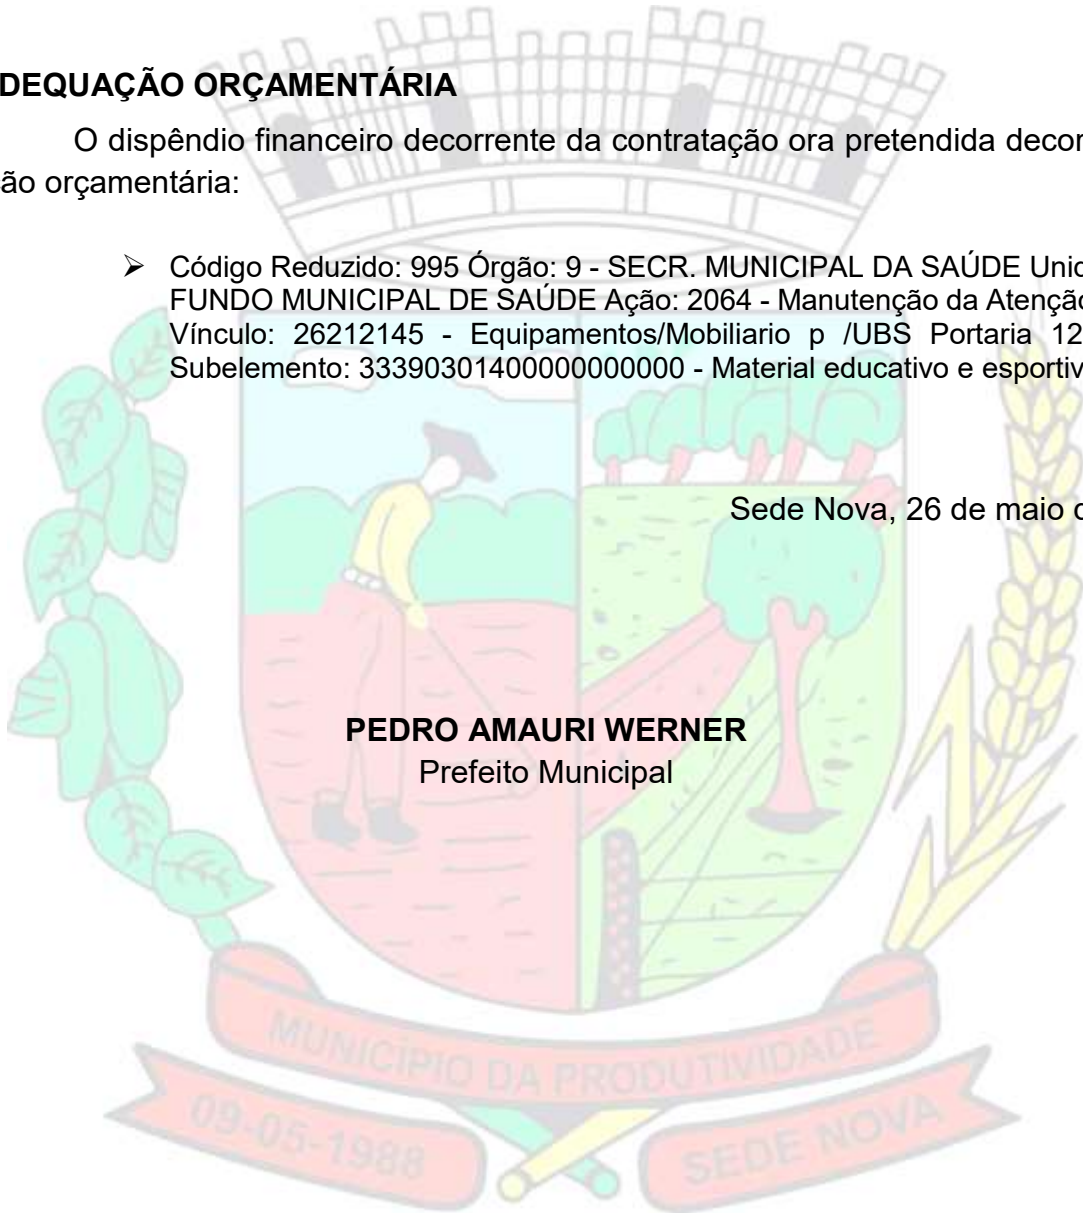 DEQUAÇÃO ORÇAMENTÁRIA
O dispêndio financeiro decorrente da contratação ora pretendida decor
ão orçamentária:
➢ Código Reduzido: 995 Órgão: 9 - SECR. MUNICIPAL DA SAÚDE Unid
FUNDO MUNICIPAL DE SAÚDE Ação: 2064 - Manutenção da Atenção
Vínculo: 26212145 - Equipamentos/Mobiliario p /UBS Portaria 12
Subelemento: 33390301400000000000 - Material educativo e esportiv
Sede Nova, 26 de maio d
PEDRO AMAURI WERNER
Prefeito Municipal
MUNICÍPIO DA PRODUTIVIDADE
09-05-1988
SEDE NOVA